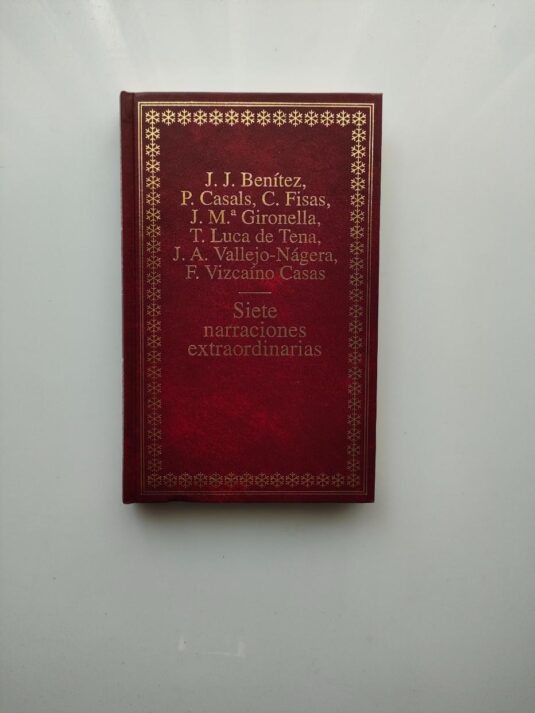 J. J. Benítez,
P. Casals, C. Fisas,
J. M.ª Gironella,
T. Luca de Tena,
J. A. Vallejo-Nágera,
F. Vizcaíno Casas
Siete
narraciones
extraordinarias